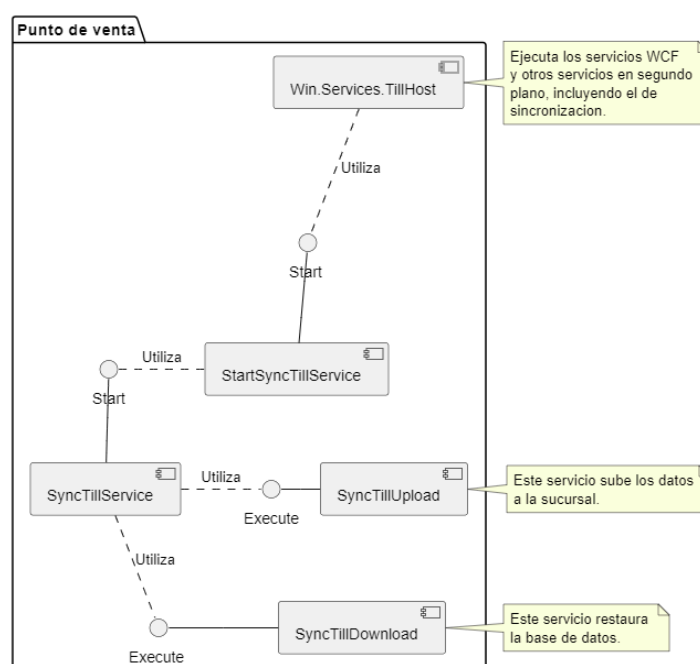 Punto de venta
Win.Services.TillHost
Ejecuta los servicios WCF
y otros servicios en segundo
plano, incluyendo el de
sincronizacion.
Utiliza
Start
Utiliza
StartSyncTillService
Start
SyncTillService
Utiliza
Execute
SyncTillUpload
Este servicio sube los datos
a la sucursal.
Utiliza
Execute
SyncTillDownload
Este servicio restaura
la base de datos.